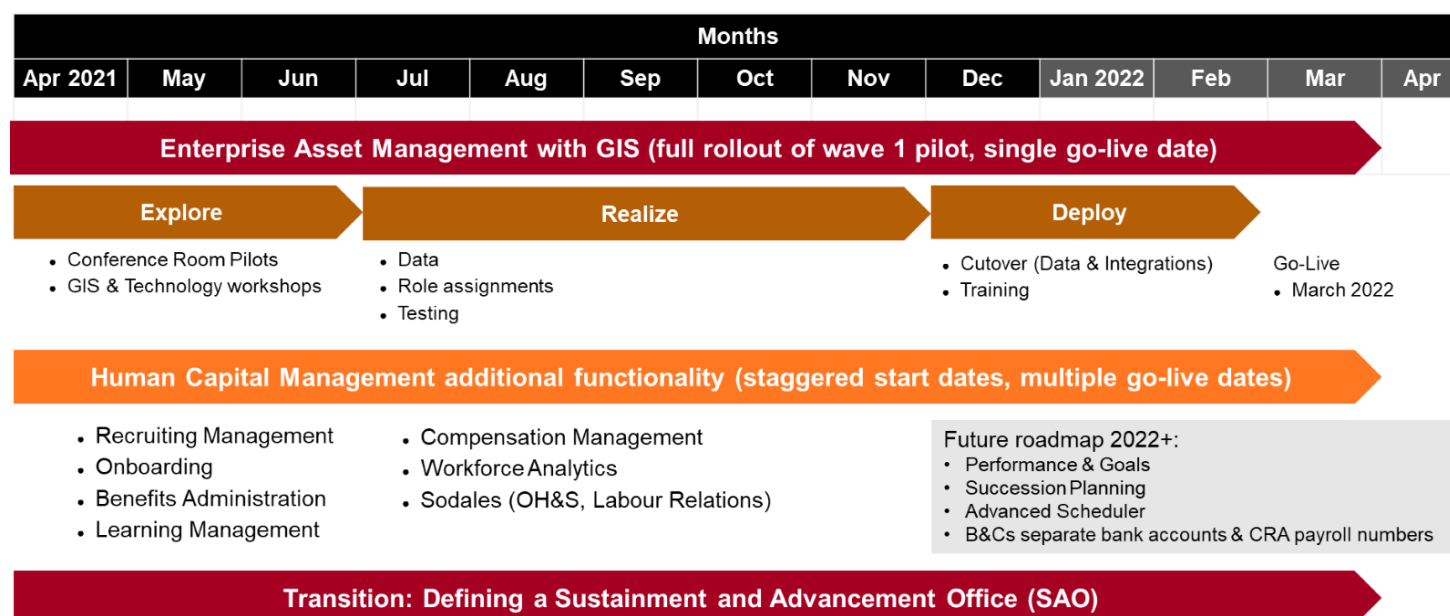 Months
Apr 2021 May Jun Jul Aug Sep Oct Nov Dec Jan 2022 Feb Mar Apr
Enterprise Asset Management with GIS (full rollout of wave 1 pilot, single go-live date)
Explore Realize Deploy
• Conference Room Pilots
• GIS & Technology workshops
• Data
• Role assignments
• Testing
• Cutover (Data & Integrations)
• Training
Go-Live
• March 2022
Human Capital Management additional functionality (staggered start dates, multiple go-live dates)
• Recruiting Management
• Onboarding
• Benefits Administration
• Learning Management
• Compensation Management
• Workforce Analytics
• Sodales (OH&S, Labour Relations)
Future roadmap 2022+:
• Performance & Goals
• Succession Planning
• Advanced Scheduler
• B&Cs separate bank accounts & CRA payroll numbers
Transition: Defining a Sustainment and Advancement Office (SAO)